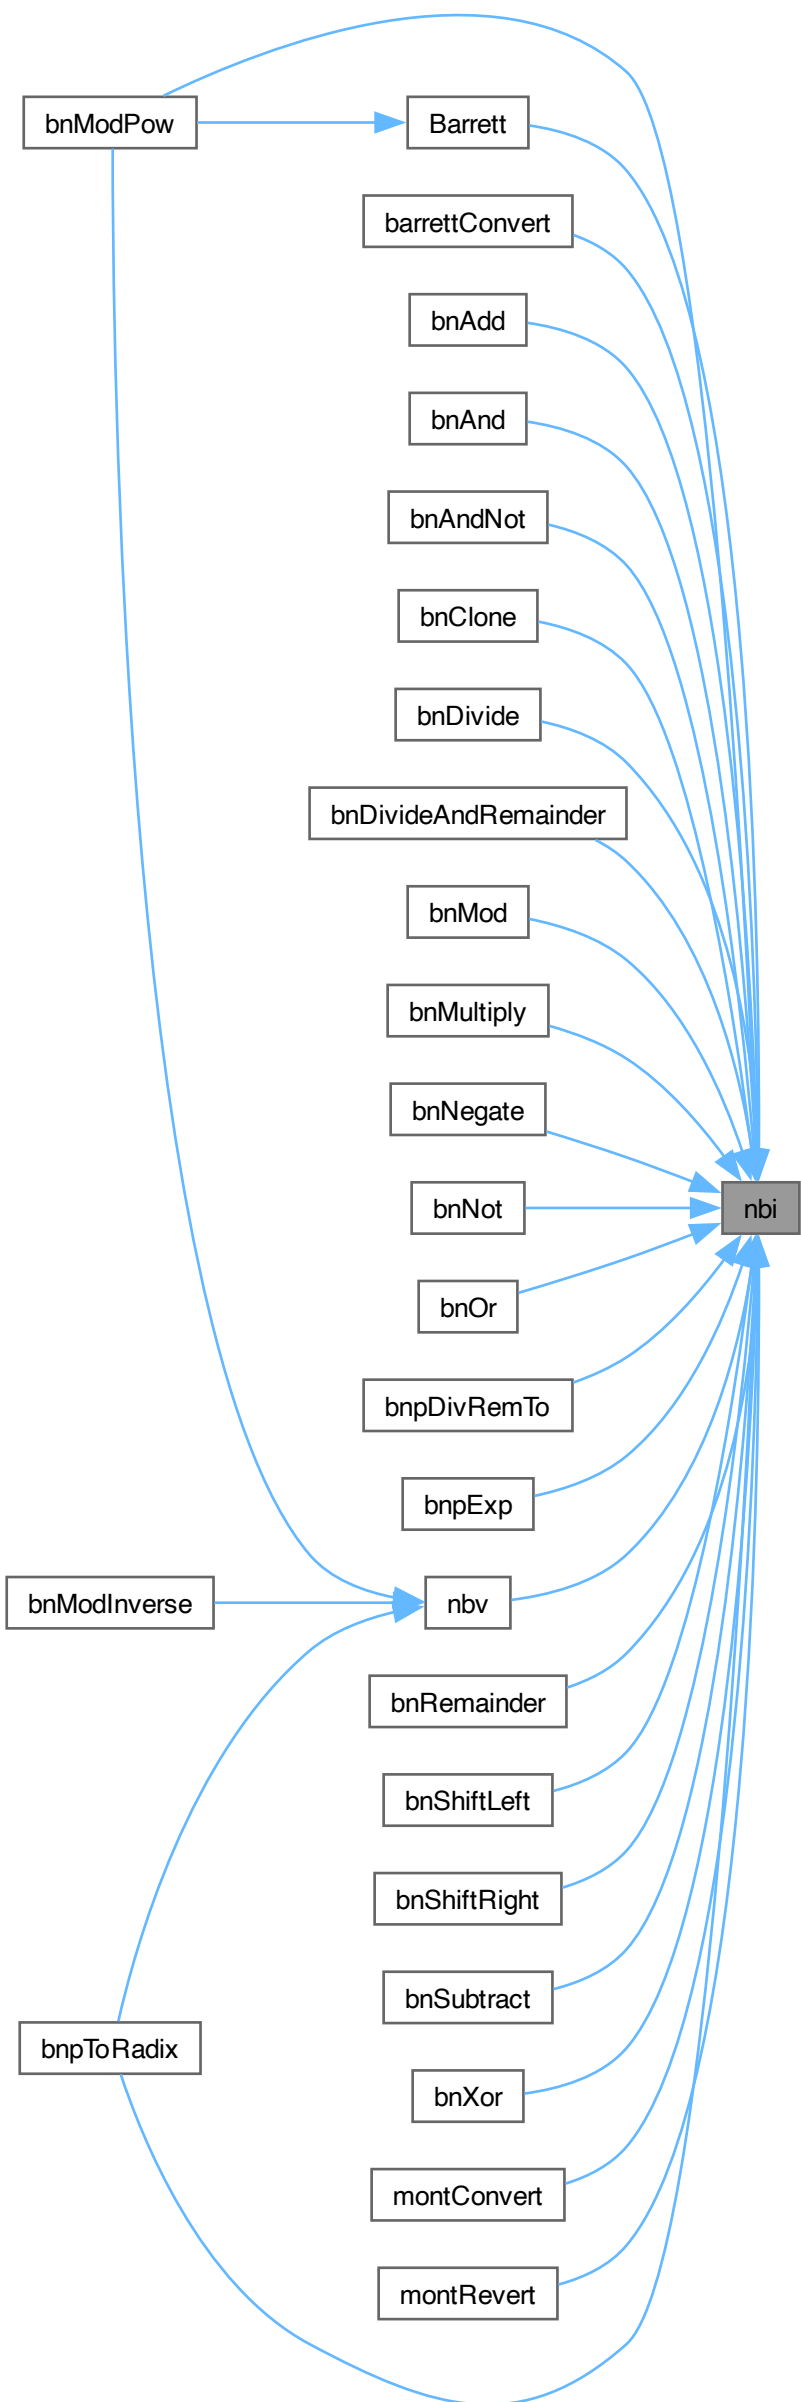 bnModPow
Barrett
barrettConvert
bnAdd
bnAnd
bnAndNot
bnClone
bnDivide
bnDivideAndRemainder
bnMod
bnMultiply
bnNegate
bnNot
nbi
bnOr
bnpDivRemTo
bnpExp
bnModInverse
nbv
bnRemainder
bnShiftLeft
bnShiftRight
bnSubtract
bnpToRadix
bnXor
montConvert
montRevert